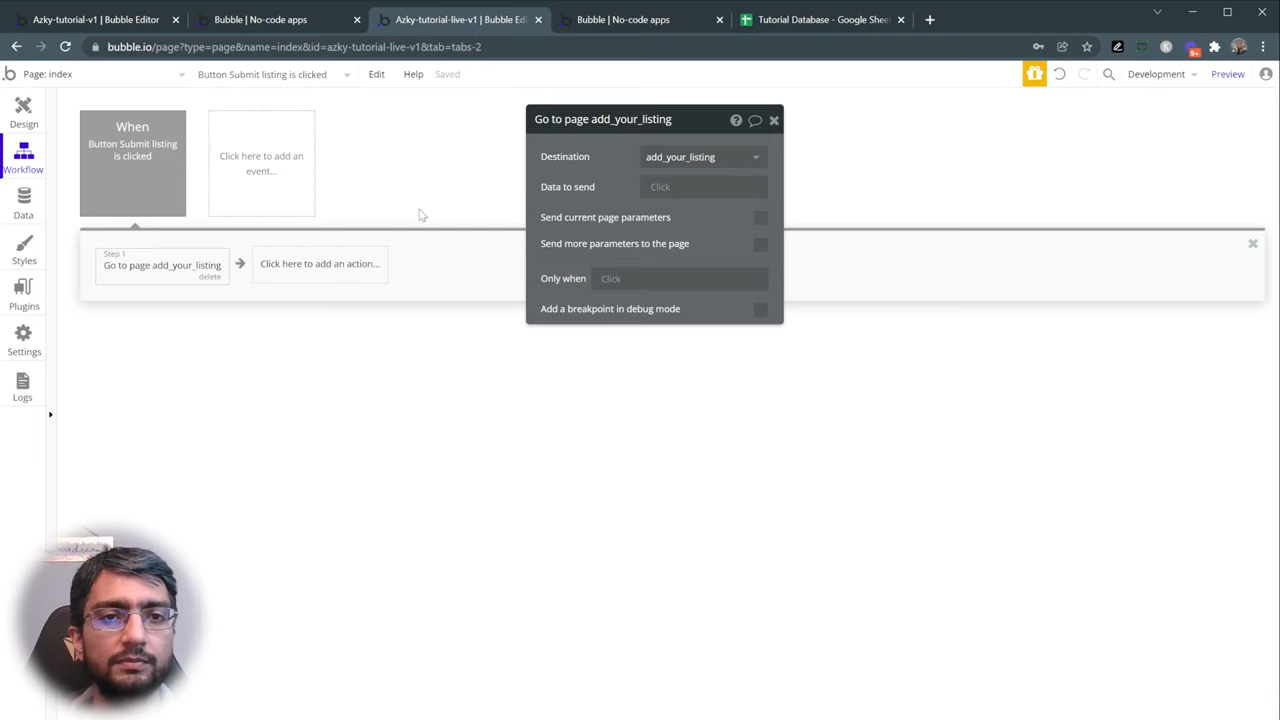 Azky-tutorial-v1 | Bubble Editor
Bubble | No-code apps
Azky-tutorial-live-v1 | Bubble Edi
Bubble | No-code apps
Tutorial Database - Google Shee
bubble.io/page?type=page&name=index&id=azky-tutorial-live-v1&tab=tabs-2
9+
Page: index
Button Submit listing is clicked
Edit
Help
Saved
Development
Preview
Design
Workflow
Data
Styles
Plugins
Settings
Logs
When
Button Submit listing
is clicked
Click here to add an
event...
Step 1
Go to page add_your_listing
delete
Click here to add an action...
Go to page add_your_listing
Destination
add_your_listing
Data to send
Click
Send current page parameters
Send more parameters to the page
Only when
Click
Add a breakpoint in debug mode